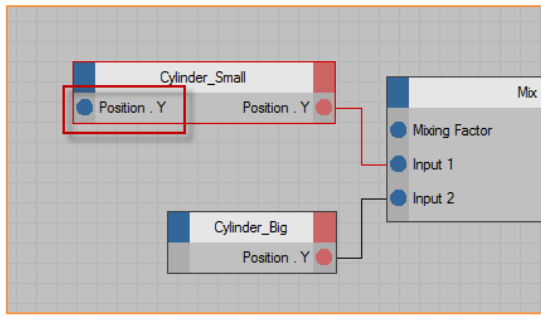 Cylinder_Small
Position . Y
Position . Y
Mix
Mixing Factor
Input 1
Input 2
Cylinder_Big
Position . Y